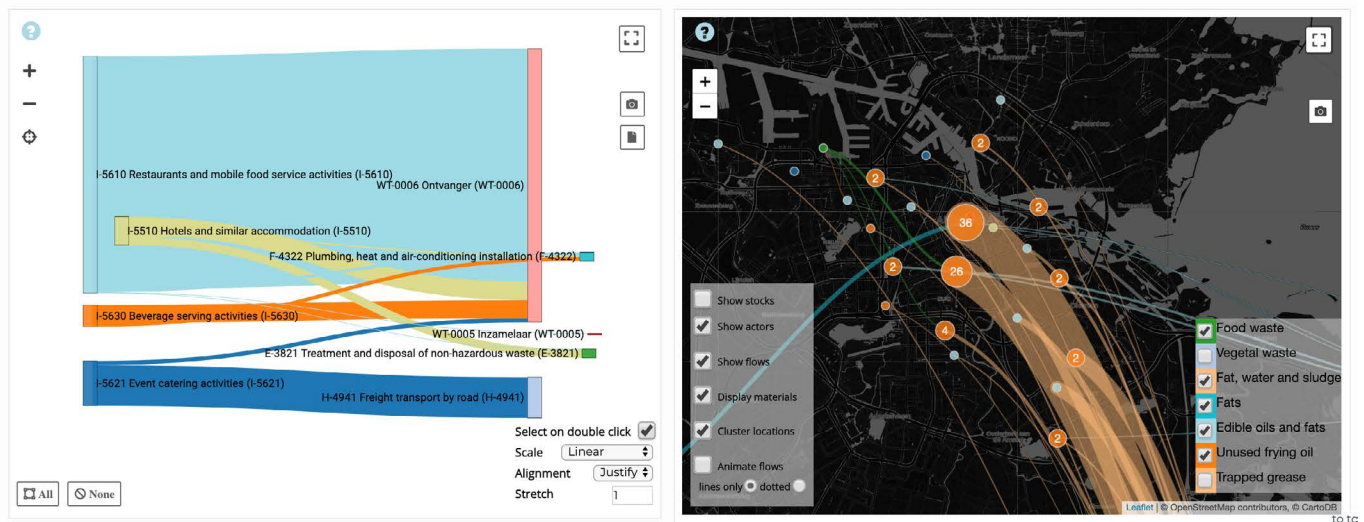 ?
+
−
I-5610 Restaurants and mobile food service activities (I-5610)
WT-0006 Ontvanger (WT-0006)
I-5510 Hotels and similar accommodation (I-5510)
F-4322 Plumbing, heat and air-conditioning installation (F-4322)
I-5630 Beverage serving activities (I-5630)
WT-0005 Inzamelaar (WT-0005)
E-3821 Treatment and disposal of non-hazardous waste (E-3821)
I-5621 Event catering activities (I-5621)
H-4941 Freight transport by road (H-4941)
Select on double click
Scale Linear
Alignment Justify
Stretch 1
All None
?
+
−
2
2
2
36
2
26
2
4
2
2
Show stocks
Show actors
Show flows
Display materials
Cluster locations
Animate flows
lines only dotted
Food waste
Vegetal waste
Fat, water and sludge
Fats
Edible oils and fats
Unused frying oil
Trapped grease
Leaflet | © OpenStreetMap contributors, © CartoDB
to to